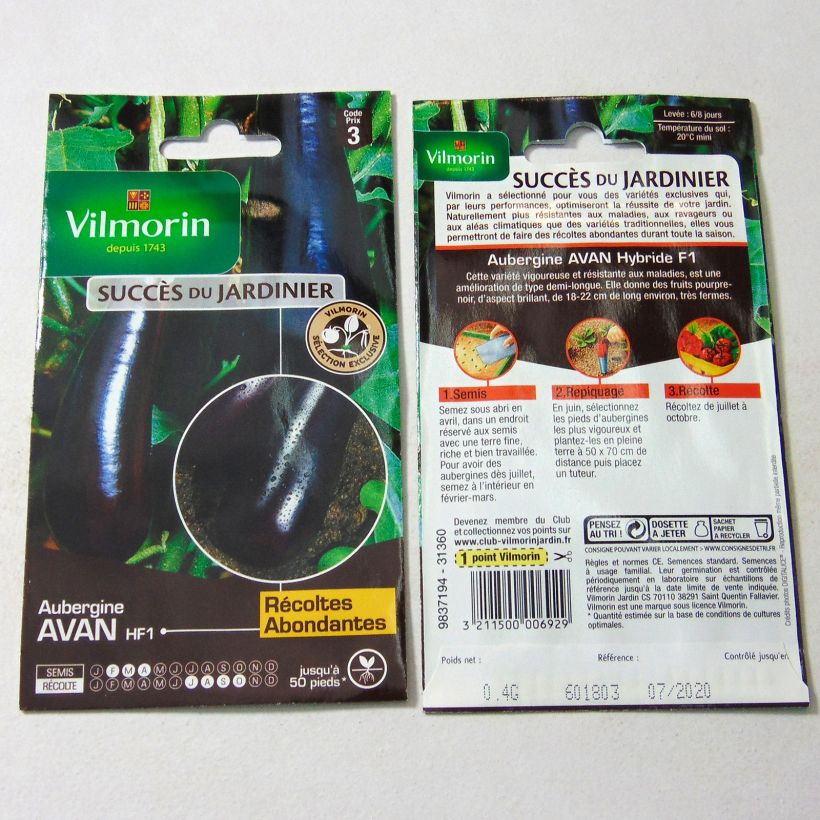 Code
Prix
3
Vilmorin
depuis 1743
SUCCÈS DU JARDINIER
VILMORIN
SÉLECTION EXCLUSIVE
Aubergine
AVAN HF1
Récoltes
Abondantes
SEMIS J F M A M J J A S O N D
RÉCOLTE J F M A M J J A S O N D
jusqu'à
50 pieds*
Vilmorin
depuis 1743
Levée : 6/8 jours
Température du sol :
20°C mini
SUCCÈS DU JARDINIER
Vilmorin a sélectionné pour vous des variétés exclusives qui,
par leurs performances, optimiseront la réussite de votre jardin.
Naturellement plus résistantes aux maladies, aux ravageurs ou
aux aléas climatiques que des variétés traditionnelles, elles vous
permettront de faire des récoltes abondantes durant toute la saison.
Aubergine AVAN Hybride F1
Cette variété vigoureuse et résistante aux maladies, est une
amélioration de type demi-longue. Elle donne des fruits pourpre-
noir, d'aspect brillant, de 18-22 cm de long environ, très fermes.
1.Semis
Semez sous abri en
avril, dans un endroit
réservé aux semis
avec une terre fine,
riche et bien travaillée.
Pour avoir des
aubergines dès juillet,
semez à l'intérieur en
février-mars.
2.Repiquage
En juin, sélectionnez
les pieds d'aubergines
les plus vigoureux et
plantez-les en pleine
terre à 50 x 70 cm de
distance puis placez
un tuteur.
3.Récolte
Récoltez de juillet à
octobre.
Devenez membre du Club
et collectionnez vos points sur
www.club-vilmorinjardin.fr
1 point Vilmorin
9837194 - 31360
3 211500 006929
PENSEZ
AU TRI !
DOSETTE
A JETER
SACHET
PAPIER
A RECYCLER
CONSIGNE POUVANT VARIER LOCALEMENT > WWW.CONSIGNESDETRI.FR
Règles et normes CE. Semences standard. Semences
à usage familial. Leur germination est contrôlée
périodiquement en laboratoire sur échantillons de
référence jusqu'à la date limite de vente indiquée.
Vilmorin Jardin CS 70110 38291 Saint Quentin Fallavier.
Vilmorin est une marque sous licence Vilmorin.
* Quantité estimée sur la base de conditions de cultures
optimales.
Crédits photos DIGITALICE® - Reproduction même partielle interdite
Poids net :
Référence :
Contrôlé jusqu'en
0.4G 601803 07/2020